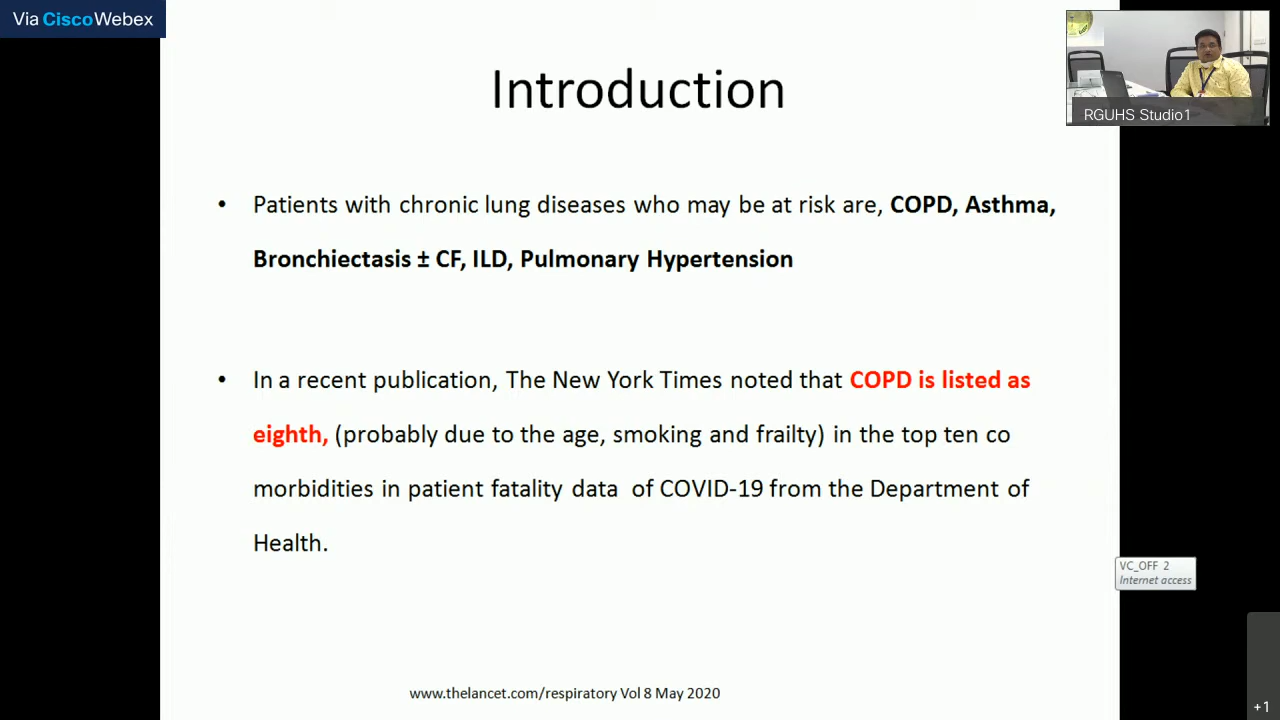 Via CiscoWebex
RGUHS Studio1
Introduction
• Patients with chronic lung diseases who may be at risk are, COPD, Asthma,
Bronchiectasis ± CF, ILD, Pulmonary Hypertension
• In a recent publication, The New York Times noted that COPD is listed as
eighth, (probably due to the age, smoking and frailty) in the top ten co
morbidities in patient fatality data of COVID-19 from the Department of
Health.
VC_OFF 2
Internet access
www.thelancet.com/respiratory Vol 8 May 2020
+1